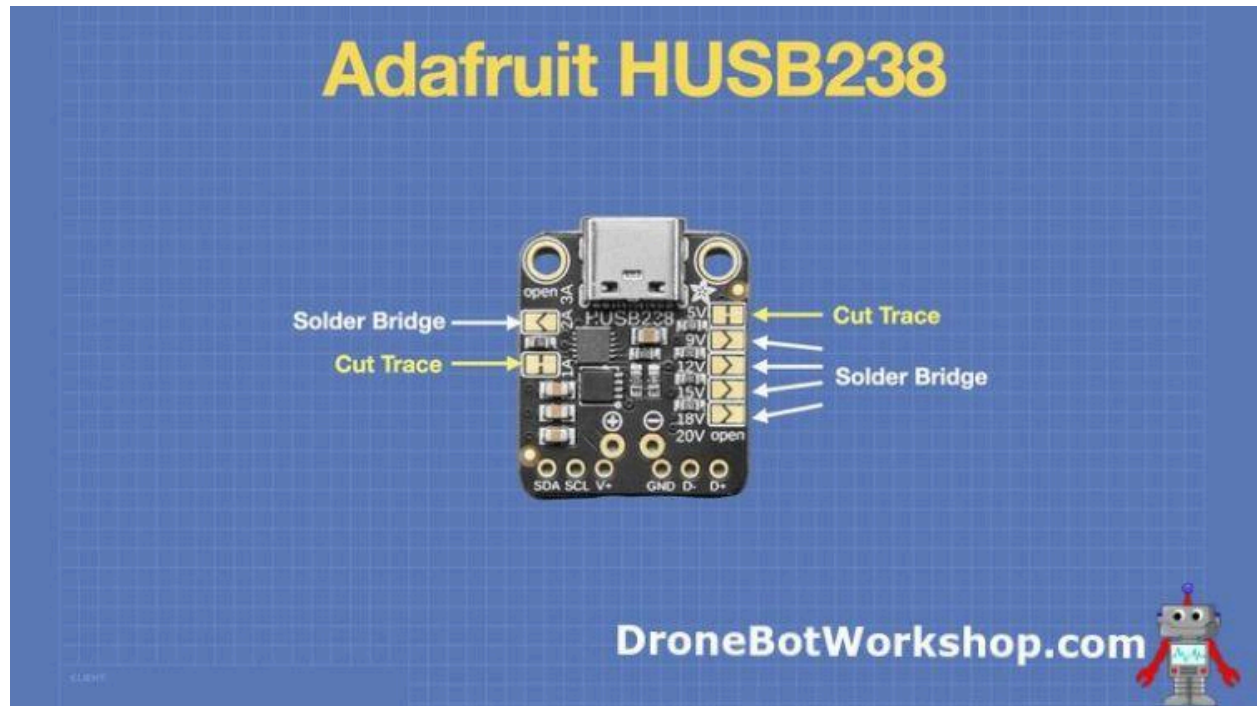 Adafruit HUSB238
open 3A
Solder Bridge
2A
HUSB238
5V
Cut Trace
9V
Cut Trace
1A
12V
Solder Bridge
15V
18V
20V open
SDA SCL V+ GND D- D+
DroneBotWorkshop.com
CLIENT